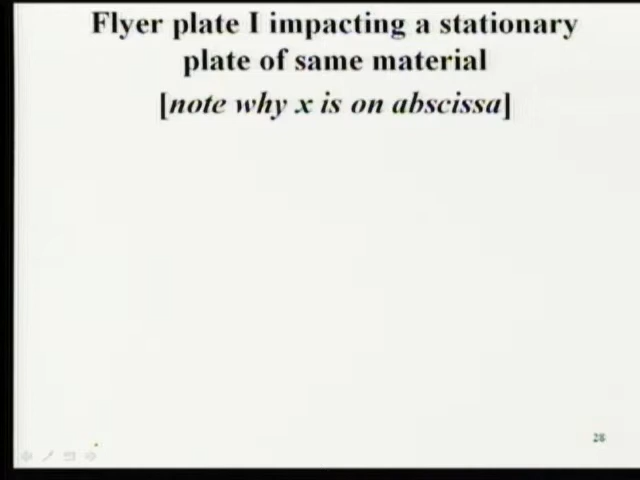 Flyer plate I impacting a stationary
plate of same material
[note why x is on abscissa]
28